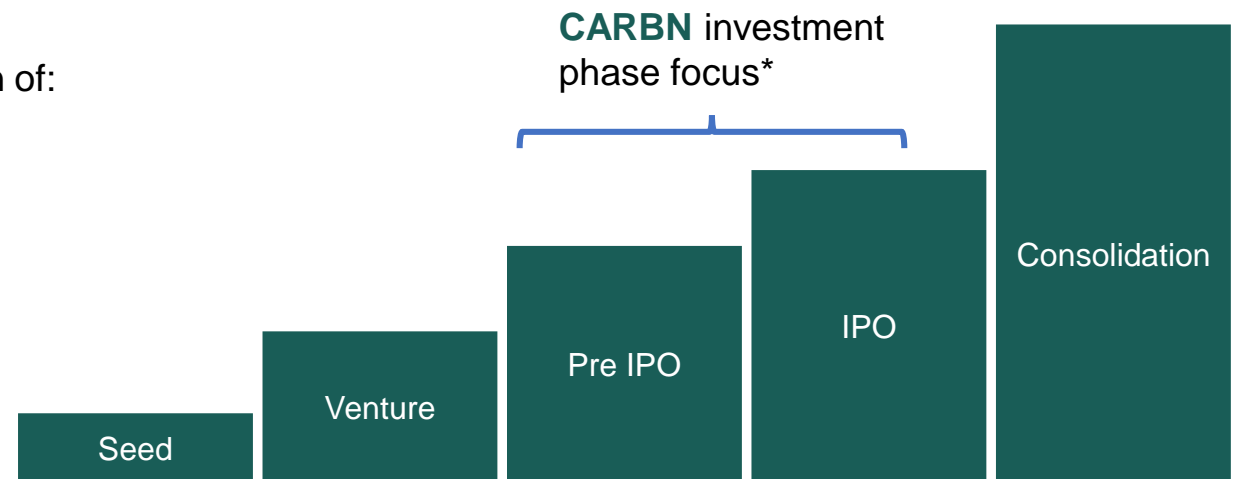 CARBN investment
phase focus*
of:
Consolidation
IPO
Pre IPO
Venture
Seed